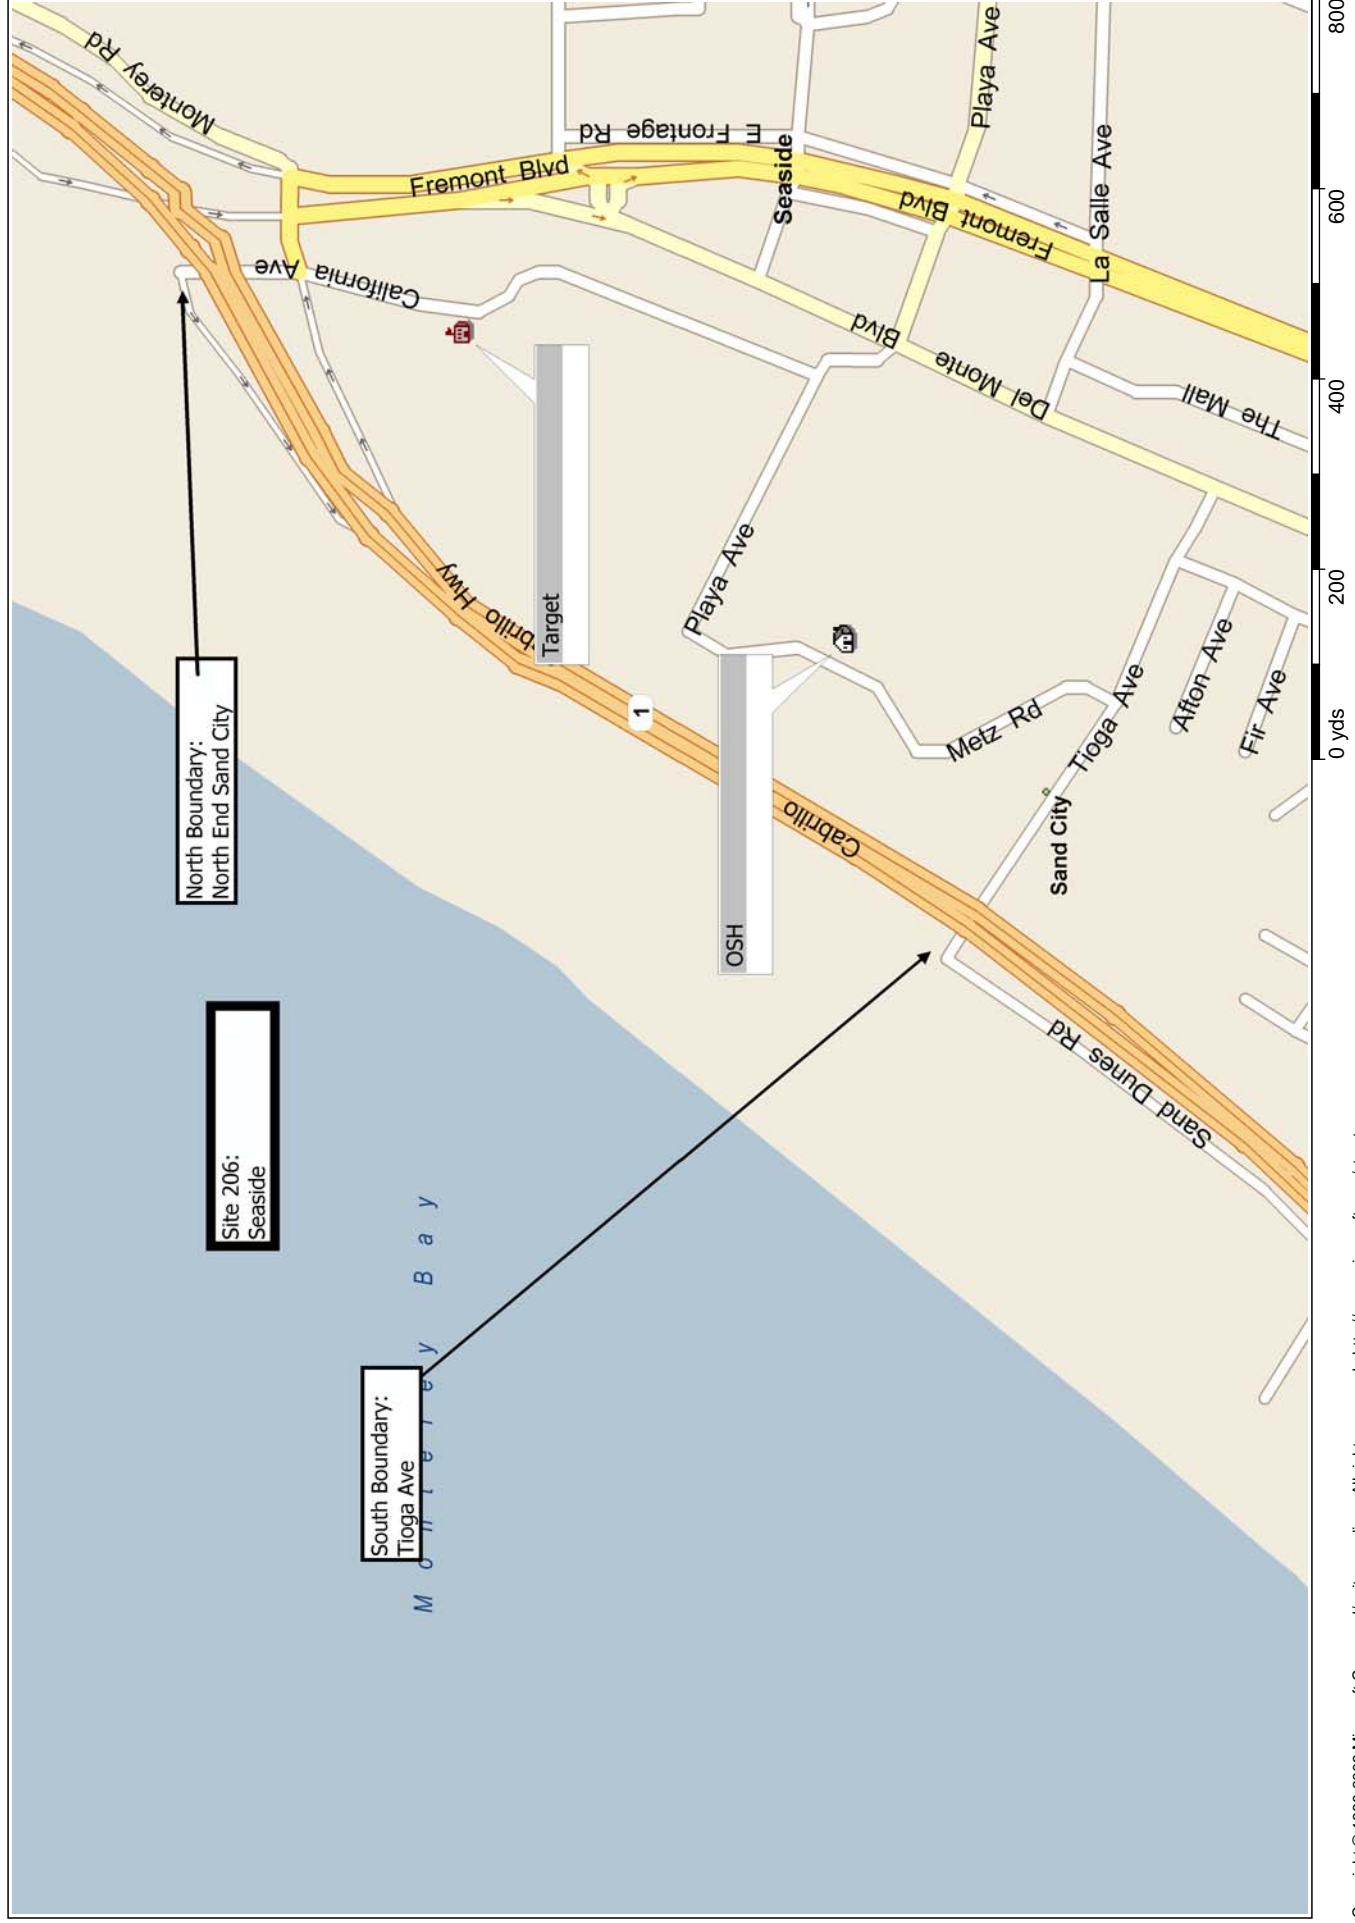 Site 206:
Seaside
North Boundary:
North End Sand City
South Boundary:
Tioga Ave
Monterey Bay
Target
OSH
Monterey Rd
Fremont Blvd
E Frontage Rd
Seaside
Playa Ave
La Salle Ave
Fremont Blvd
California Ave
Del Monte Blvd
The Mall
Playa Ave
Cabrillo Hwy
1
Cabrillo
Metz Rd
Tioga Ave
Afton Ave
Fir Ave
Sand City
Sand Dunes Rd
0 yds
200
400
600
800